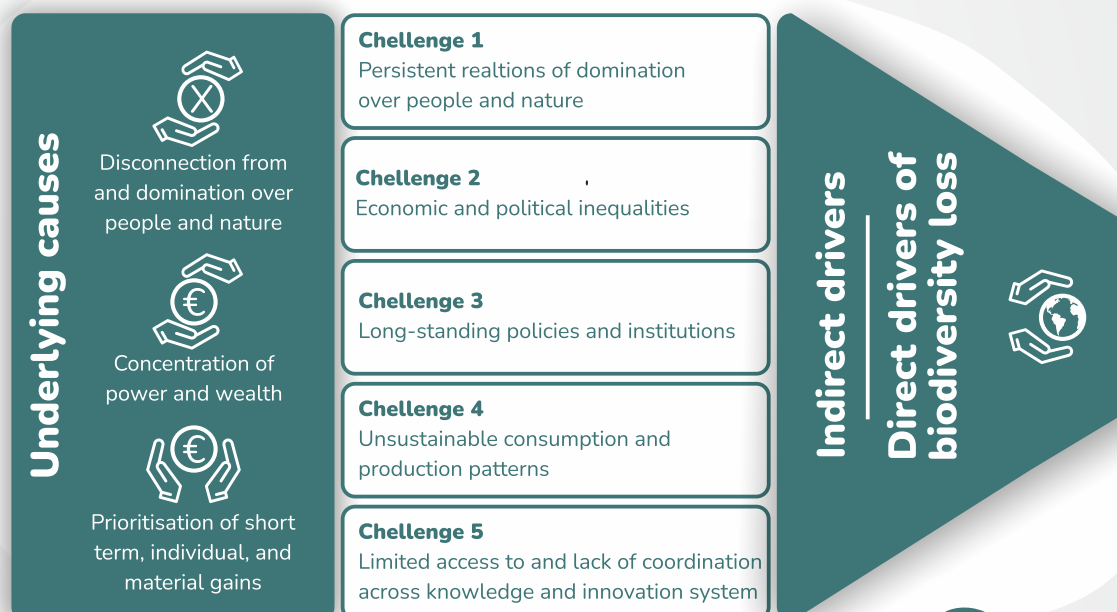 Underlying causes
X
Disconnection from
and domination over
people and nature
€
Concentration of
power and wealth
€
Prioritisation of short
term, individual, and
material gains
Chellenge 1
Persistent realtions of domination
over people and nature
Chellenge 2
Economic and political inequalities
Chellenge 3
Long-standing policies and institutions
Chellenge 4
Unsustainable consumption and
production patterns
Chellenge 5
Limited access to and lack of coordination
across knowledge and innovation system
Indirect drivers
Direct drivers of
biodiversity loss